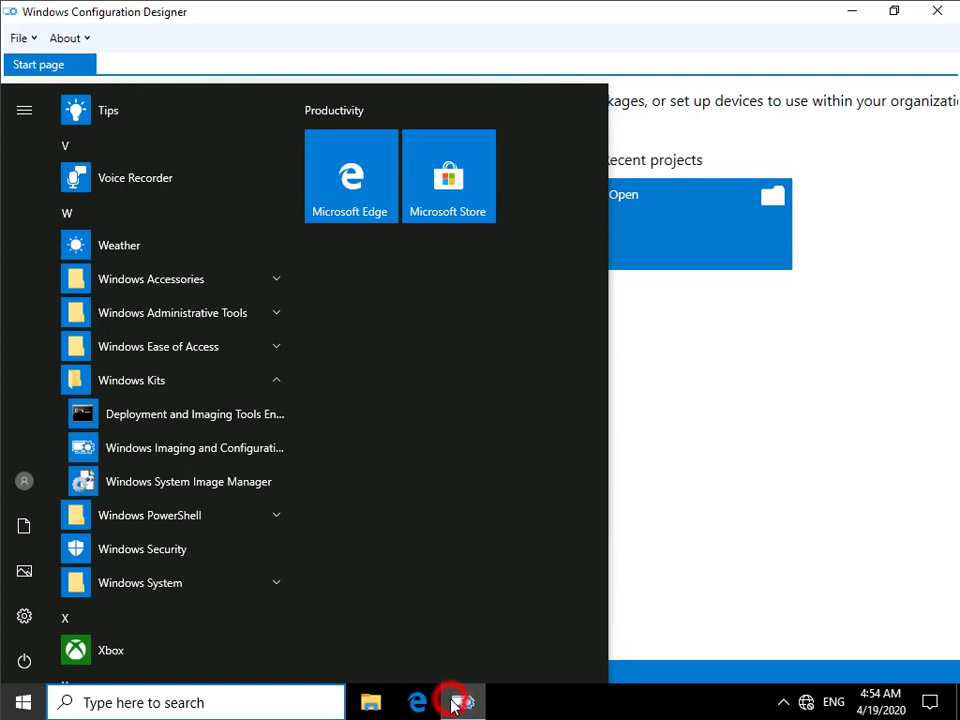 Windows Configuration Designer
File About
Start page
kages, or set up devices to use within your organizati
ecent projects
Open
Tips
V
Voice Recorder
W
Weather
Windows Accessories
Windows Administrative Tools
Windows Ease of Access
Windows Kits
Deployment and Imaging Tools En...
Windows Imaging and Configurati...
Windows System Image Manager
Windows PowerShell
Windows Security
Windows System
X
Xbox
Productivity
Microsoft Edge
Microsoft Store
Type here to search
ENG
4:54 AM
4/19/2020